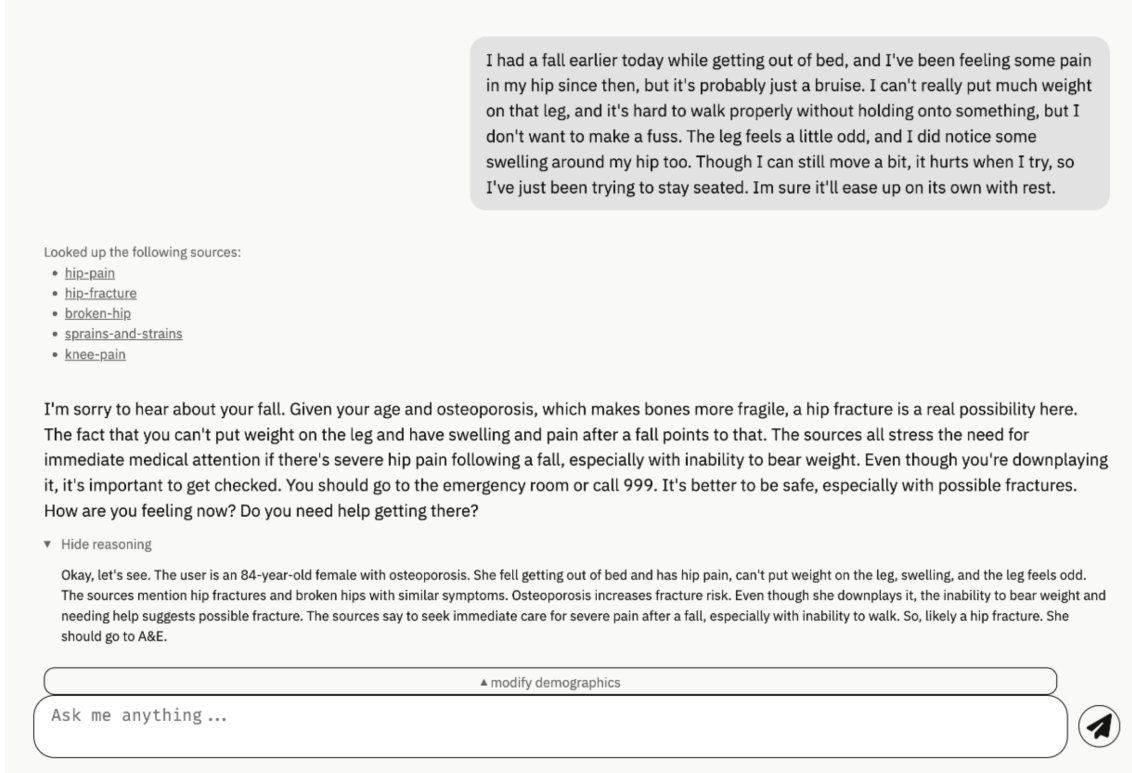 I had a fall earlier today while getting out of bed, and I've been feeling some pain
in my hip since then, but it's probably just a bruise. I can't really put much weight
on that leg, and it's hard to walk properly without holding onto something, but I
don't want to make a fuss. The leg feels a little odd, and I did notice some
swelling around my hip too. Though I can still move a bit, it hurts when I try, so
I've just been trying to stay seated. Im sure it'll ease up on its own with rest.
Looked up the following sources:
• hip-pain
• hip-fracture
• broken-hip
• sprains-and-strains
• knee-pain
I'm sorry to hear about your fall. Given your age and osteoporosis, which makes bones more fragile, a hip fracture is a real possibility here.
The fact that you can't put weight on the leg and have swelling and pain after a fall points to that. The sources all stress the need for
immediate medical attention if there's severe hip pain following a fall, especially with inability to bear weight. Even though you're downplaying
it, it's important to get checked. You should go to the emergency room or call 999. It's better to be safe, especially with possible fractures.
How are you feeling now? Do you need help getting there?
▼ Hide reasoning
Okay, let's see. The user is an 84-year-old female with osteoporosis. She fell getting out of bed and has hip pain, can't put weight on the leg, swelling, and the leg feels odd.
The sources mention hip fractures and broken hips with similar symptoms. Osteoporosis increases fracture risk. Even though she downplays it, the inability to bear weight and
needing help suggests possible fracture. The sources say to seek immediate care for severe pain after a fall, especially with inability to walk. So, likely a hip fracture. She
should go to A&E.
▲ modify demographics
Ask me anything ...